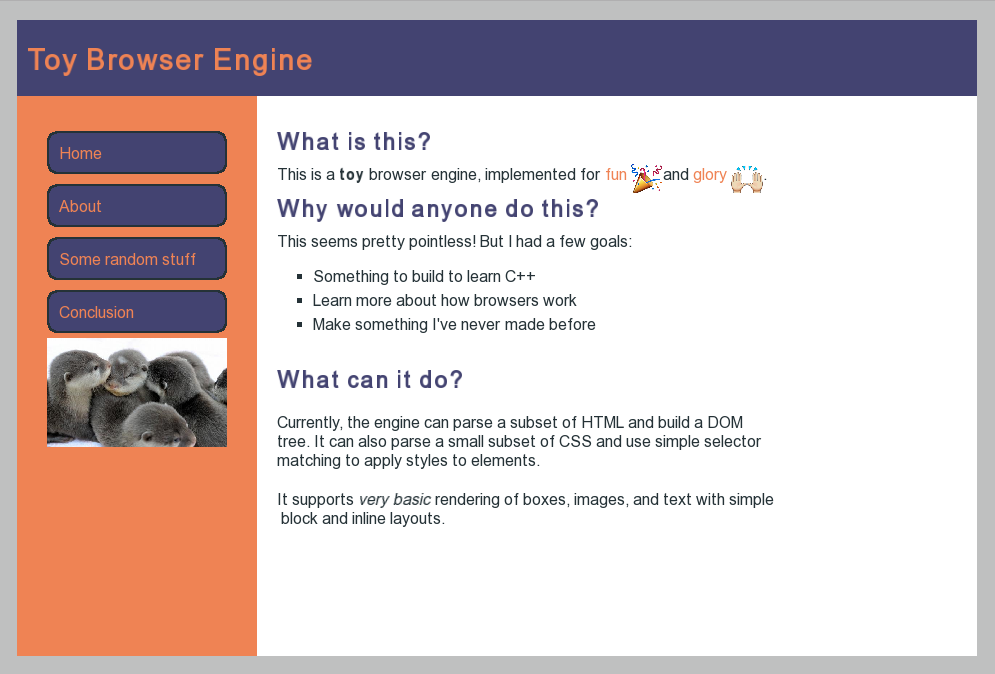 Toy Browser Engine
Home
About
Some random stuff
Conclusion
What is this?
This is a toy browser engine, implemented for fun 🎉 and glory 🙌🏼.
Why would anyone do this?
This seems pretty pointless! But I had a few goals:
Something to build to learn C++
Learn more about how browsers work
Make something I've never made before
What can it do?
Currently, the engine can parse a subset of HTML and build a DOM
tree. It can also parse a small subset of CSS and use simple selector
matching to apply styles to elements.
It supports very basic rendering of boxes, images, and text with simple
block and inline layouts.